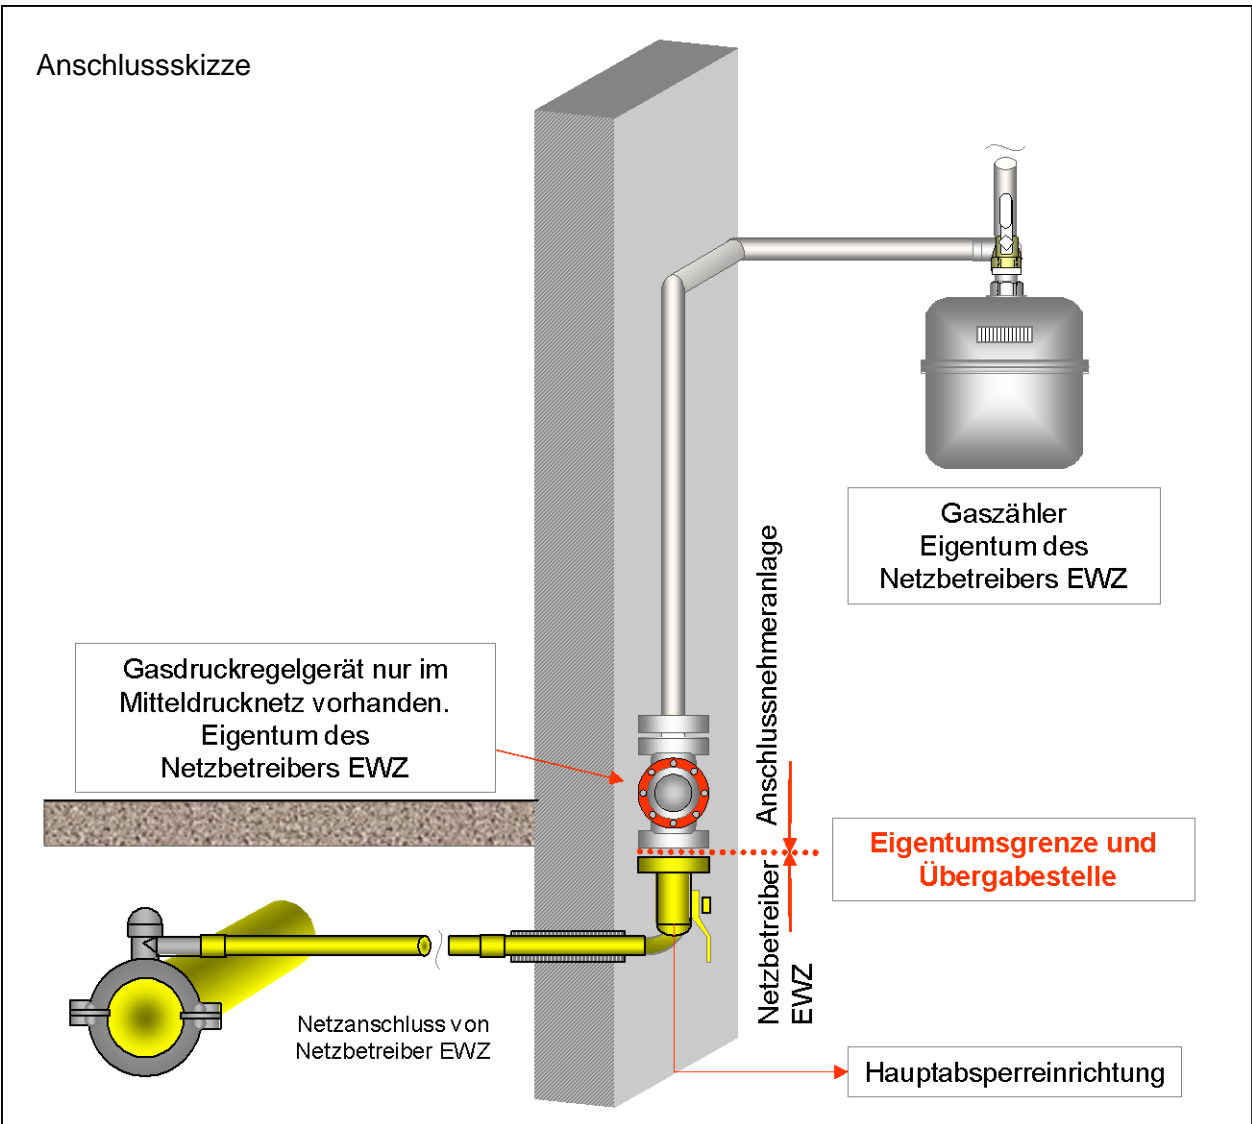 Anschlussskizze
Gaszähler
Eigentum des
Netzbetreibers EWZ
Gasdruckregelgerät nur im
Mitteldrucknetz vorhanden.
Eigentum des
Netzbetreibers EWZ
Anschlussnehmeranlage
Eigentumsgrenze und
Übergabestelle
Netzbetreiber
EWZ
Netzanschluss von
Netzbetreiber EWZ
Hauptabsperreinrichtung